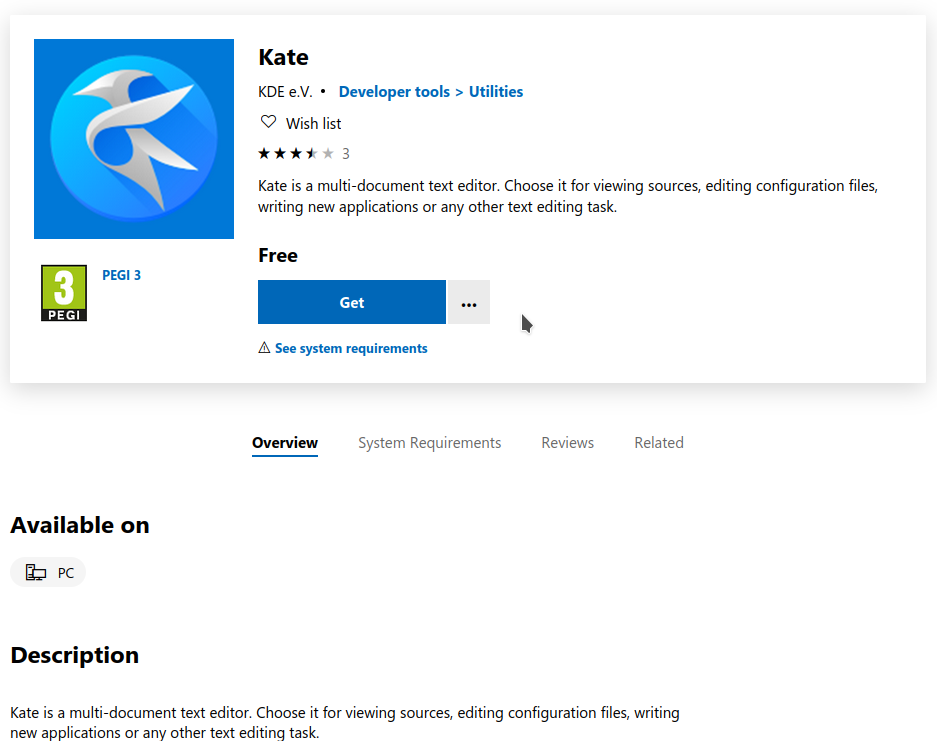 Kate
KDE e.V. • Developer tools > Utilities
Wish list
3
Kate is a multi-document text editor. Choose it for viewing sources, editing configuration files,
writing new applications or any other text editing task.
Free
3
PEGI
PEGI 3
Get
...
See system requirements
Overview
System Requirements
Reviews
Related
Available on
PC
Description
Kate is a multi-document text editor. Choose it for viewing sources, editing configuration files, writing
new applications or any other text editing task.